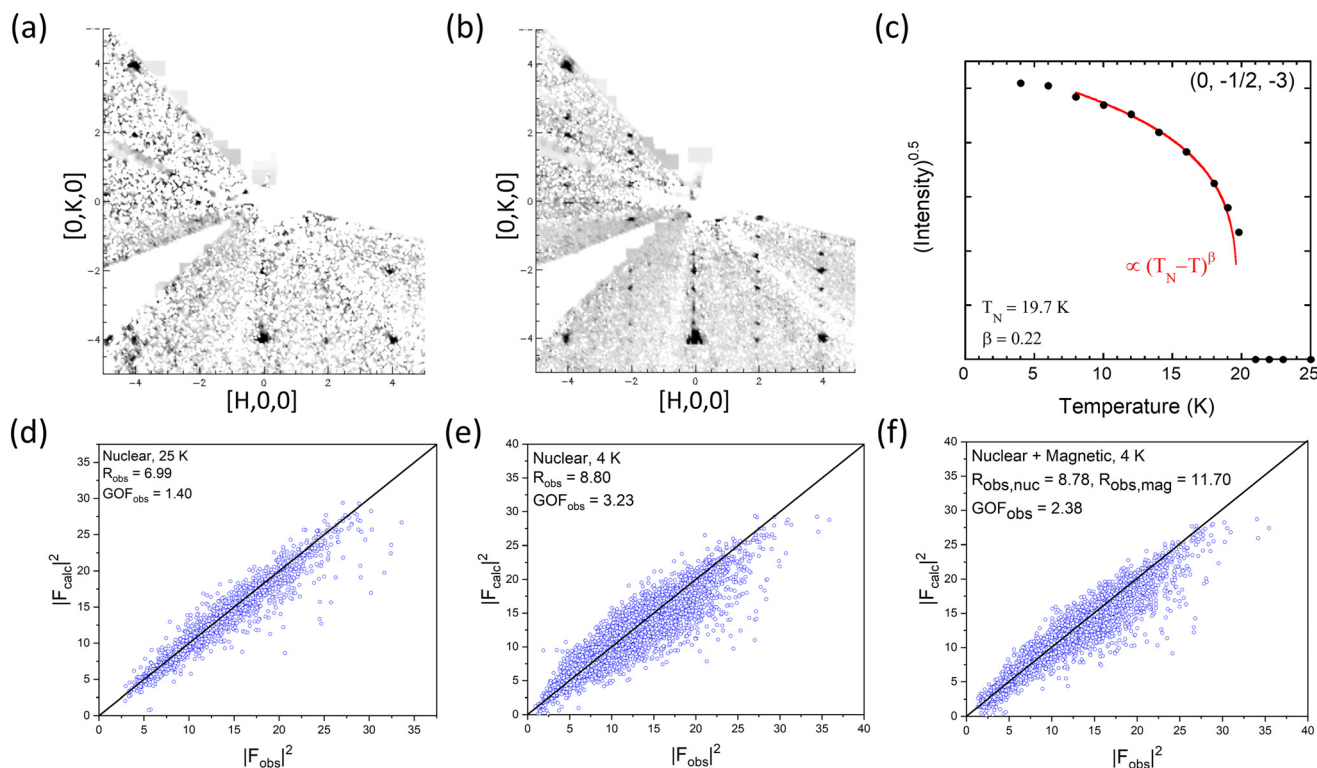 (a)
[0,K,0]
4
2
0
−2
−4
−4
−2
0
2
4
[H,0,0]
(b)
[0,K,0]
4
2
0
−2
−4
−4
−2
0
2
4
[H,0,0]
(c)
(0, -1/2, -3)
(Intensity)^0.5
∝ (T_N–T)^β
T_N = 19.7 K
β = 0.22
0 5 10 15 20 25
Temperature (K)
(d)
Nuclear, 25 K
R_obs = 6.99
GOF_obs = 1.40
|F_calc|^2
35
30
25
20
15
10
5
0
0 5 10 15 20 25 30 35
|F_obs|^2
(e)
Nuclear, 4 K
R_obs = 8.80
GOF_obs = 3.23
|F_calc|^2
40
35
30
25
20
15
10
5
0
0 5 10 15 20 25 30 35 40
|F_obs|^2
(f)
Nuclear + Magnetic, 4 K
R_obs,nuc = 8.78, R_obs,mag = 11.70
GOF_obs = 2.38
|F_calc|^2
40
35
30
25
20
15
10
5
0
0 5 10 15 20 25 30 35 40
|F_obs|^2